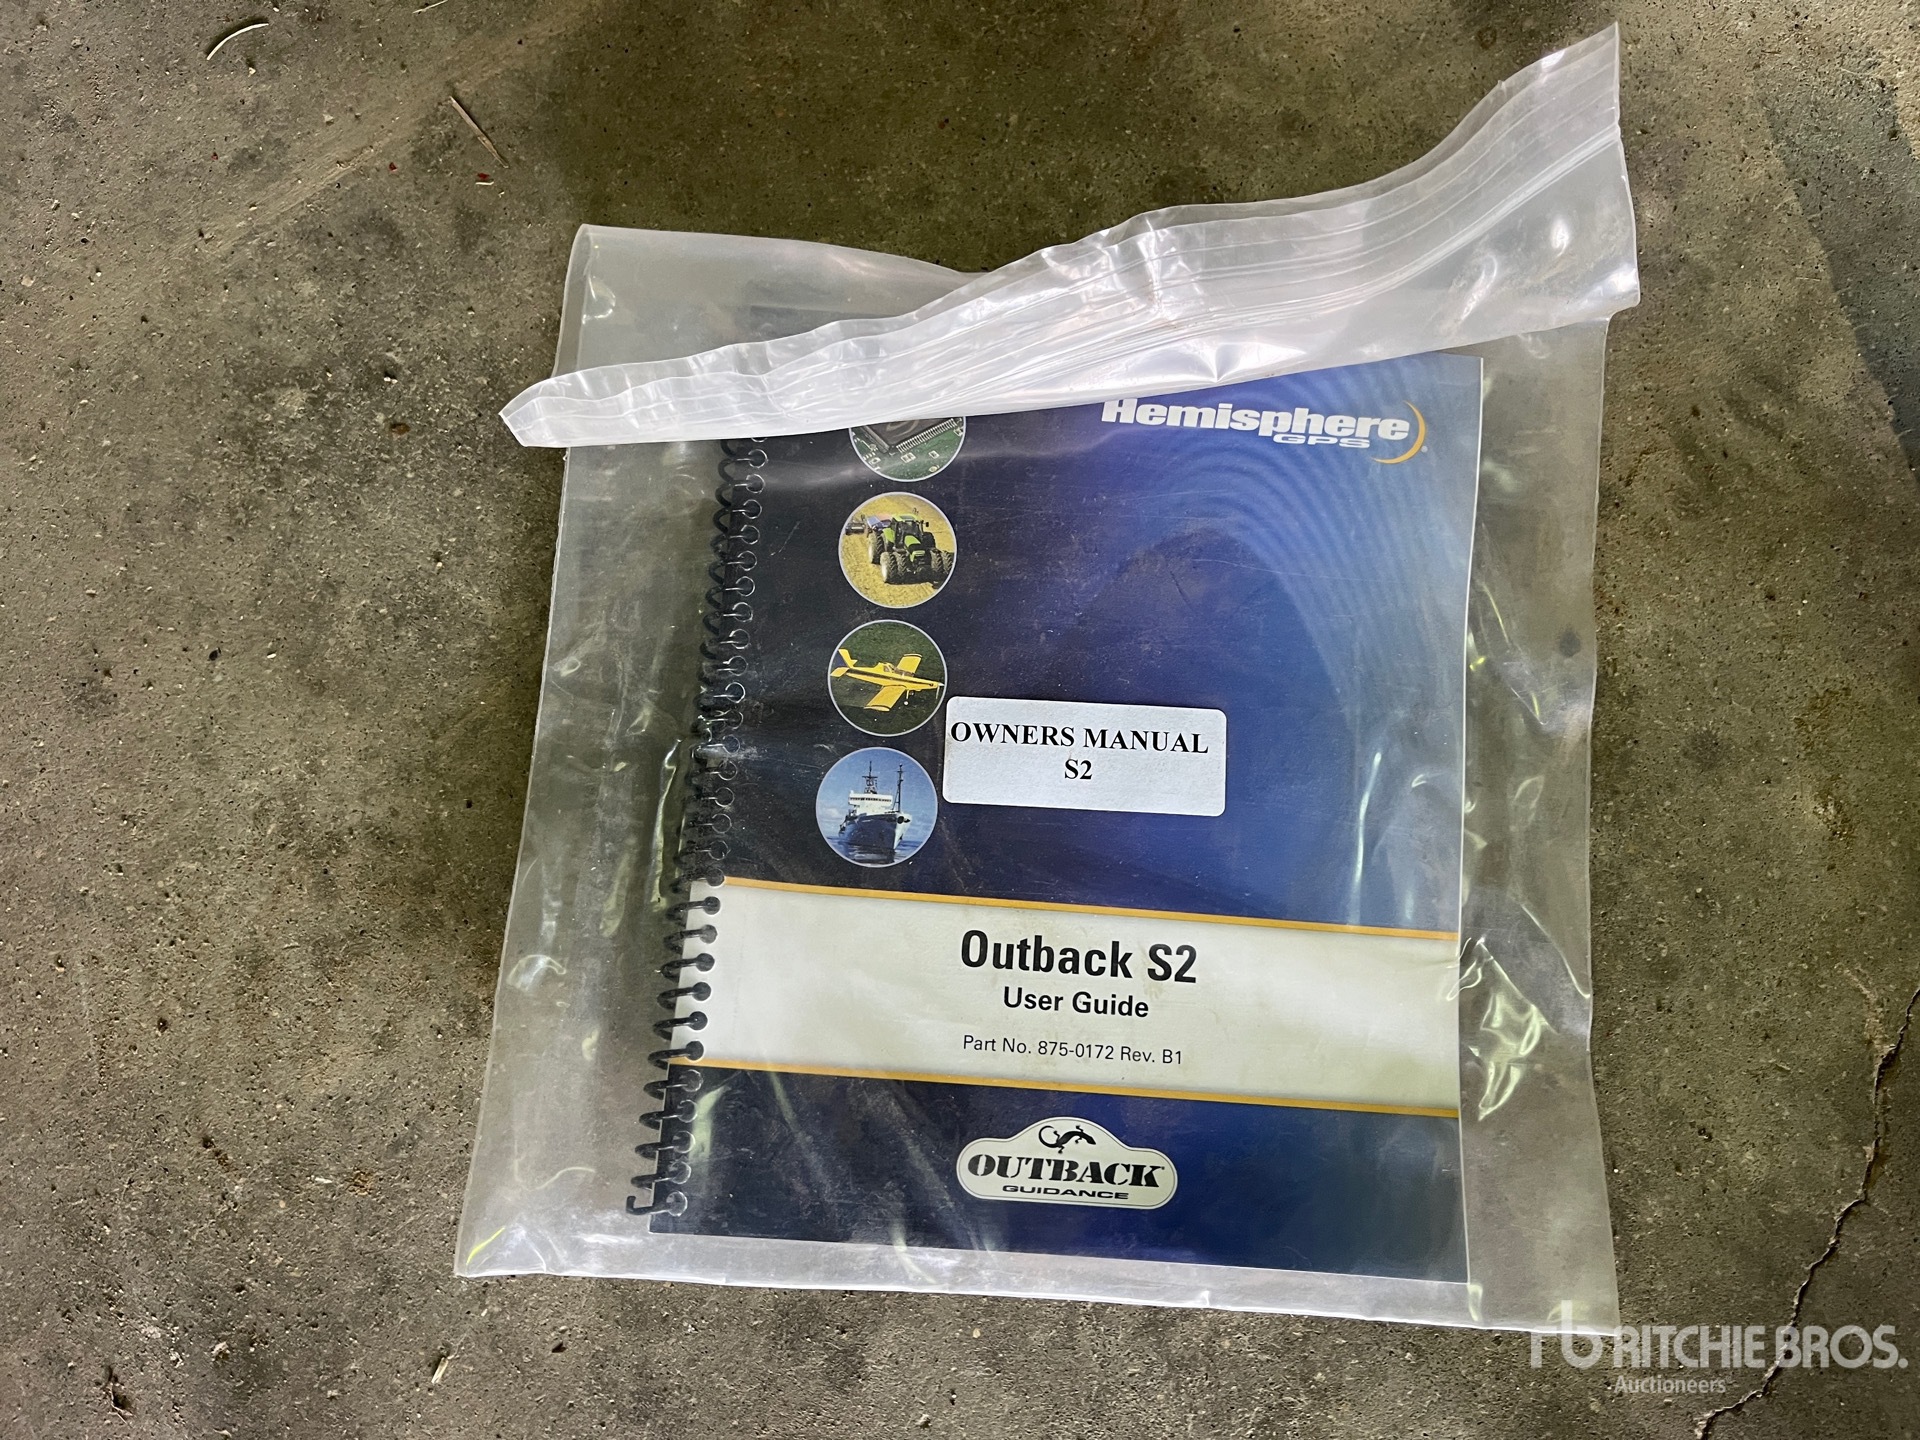 Hemisphere
GPS
OWNERS MANUAL
S2
Outback S2
User Guide
Part No. 875-0172 Rev. B1
OUTBACK
GUIDANCE
rb RITCHIE BROS.
Auctioneers